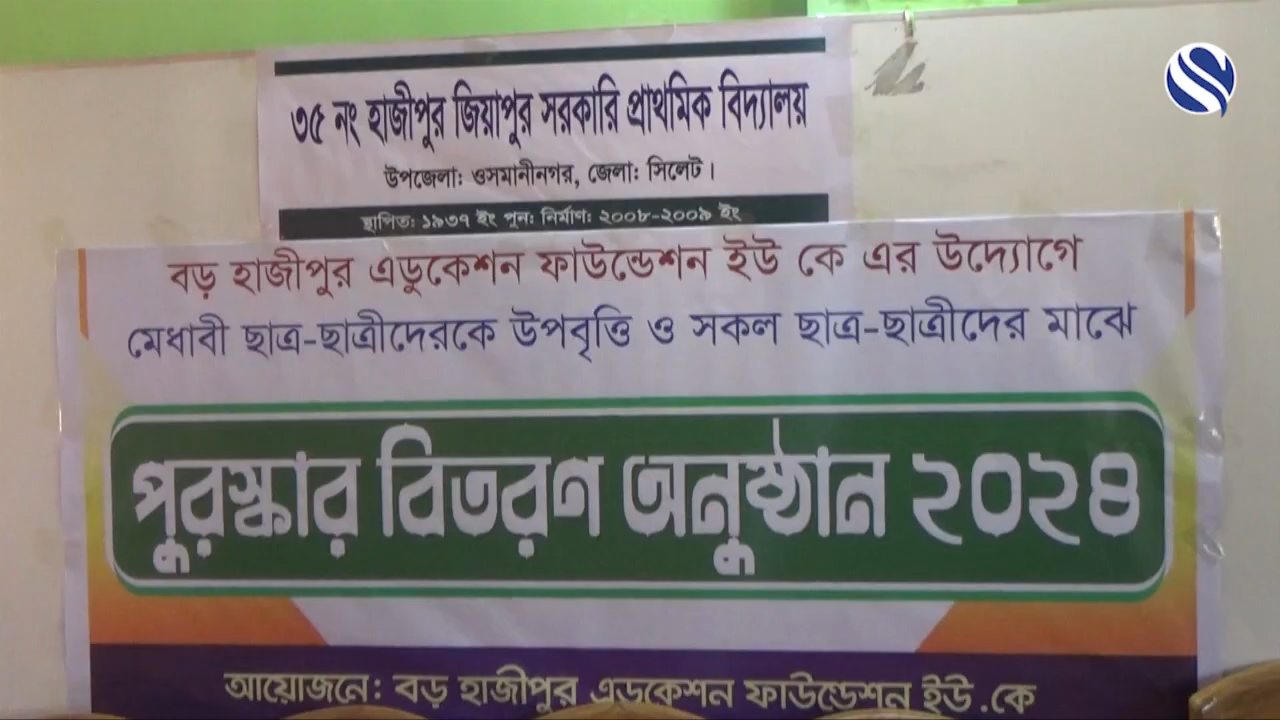 ৩৫ নং হাজীপুর জিয়াপুর সরকারি প্রাথমিক বিদ্যালয়
উপজেলা: ওসমানীনগর, জেলা: সিলেট।
স্থাপিত: ১৯৩৭ ইং পুন: নির্মাণ: ২০০৮-২০০৯ ইং
বড় হাজীপুর এডুকেশন ফাউন্ডেশন ইউ কে এর উদ্যোগে
মেধাবী ছাত্র-ছাত্রীদেরকে উপবৃত্তি ও সকল ছাত্র-ছাত্রীদের মাঝে
পুরস্কার বিতরণ অনুষ্ঠান ২০২৪
আয়োজনে: বড় হাজীপুর এডুকেশন ফাউন্ডেশন ইউ.কে